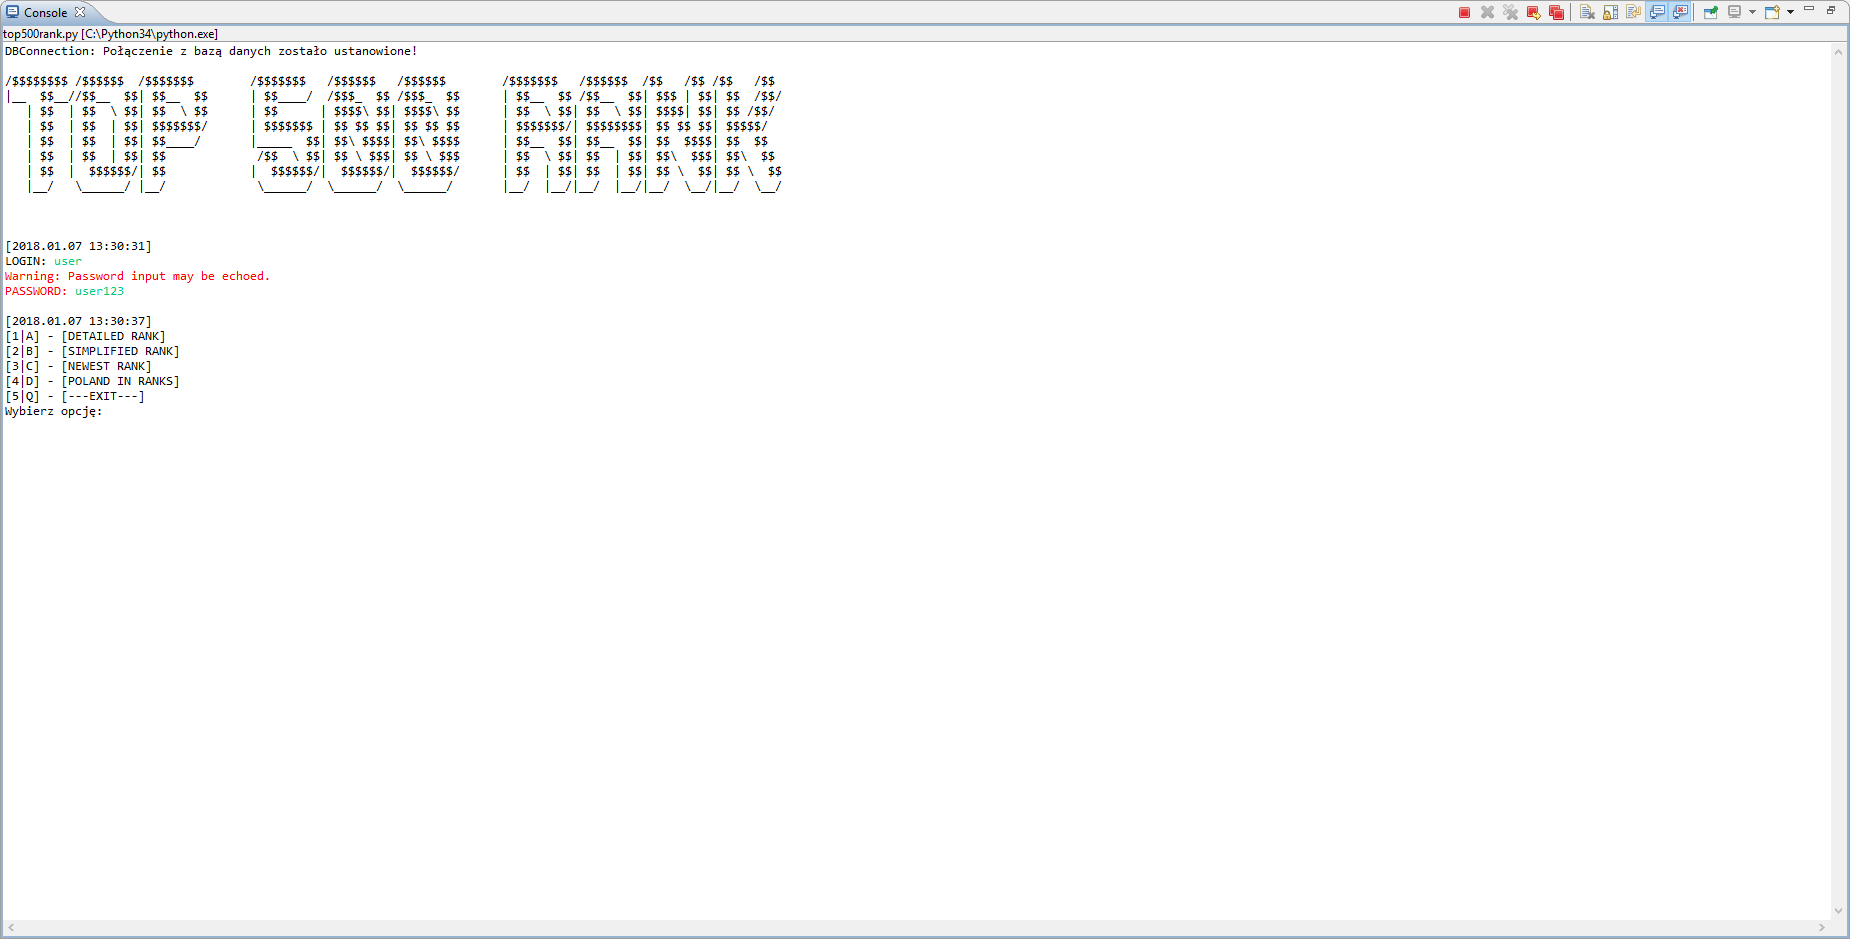 Console
top500rank.py [C:\Python34\python.exe]
DBConnection: Połączenie z bazą danych zostało ustanowione!

/$$$$$$$$ /$$$$$$  /$$$$$$$        /$$$$$$$   /$$$$$$   /$$$$$$        /$$$$$$$   /$$$$$$  /$$   /$$ /$$   /$$
|__  $$__//$$__  $$| $$__  $$      | $$____/  /$$$_  $$ /$$$_  $$      | $$__  $$ /$$__  $$| $$$ | $$| $$  /$$/
   | $$  | $$  \ $$| $$  \ $$      | $$      | $$$$\ $$| $$$$\ $$      | $$  \ $$| $$  \ $$| $$$$| $$| $$ /$$/
   | $$  | $$  | $$| $$$$$$$/      | $$$$$$$ | $$ $$ $$| $$ $$ $$      | $$$$$$$/| $$$$$$$$| $$ $$ $$| $$$$$/
   | $$  | $$  | $$| $$____/       |_____  $$| $$\ $$$$| $$\ $$$$      | $$__  $$| $$__  $$| $$  $$$$| $$  $$
   | $$  | $$  | $$| $$             /$$  \ $$| $$ \ $$$| $$ \ $$$      | $$  \ $$| $$  | $$| $$\  $$$| $$\  $$
   | $$  |  $$$$$$/| $$            |  $$$$$$/|  $$$$$$/|  $$$$$$/      | $$  | $$| $$  | $$| $$ \  $$| $$ \  $$
   |__/   \______/ |__/             \______/  \______/  \______/       |__/  |__/|__/  |__/|__/  \__/|__/  \__/

[2018.01.07 13:30:31]
LOGIN: user
Warning: Password input may be echoed.
PASSWORD: user123

[2018.01.07 13:30:37]
[1|A] - [DETAILED RANK]
[2|B] - [SIMPLIFIED RANK]
[3|C] - [NEWEST RANK]
[4|D] - [POLAND IN RANKS]
[5|Q] - [---EXIT---]
Wybierz opcję: